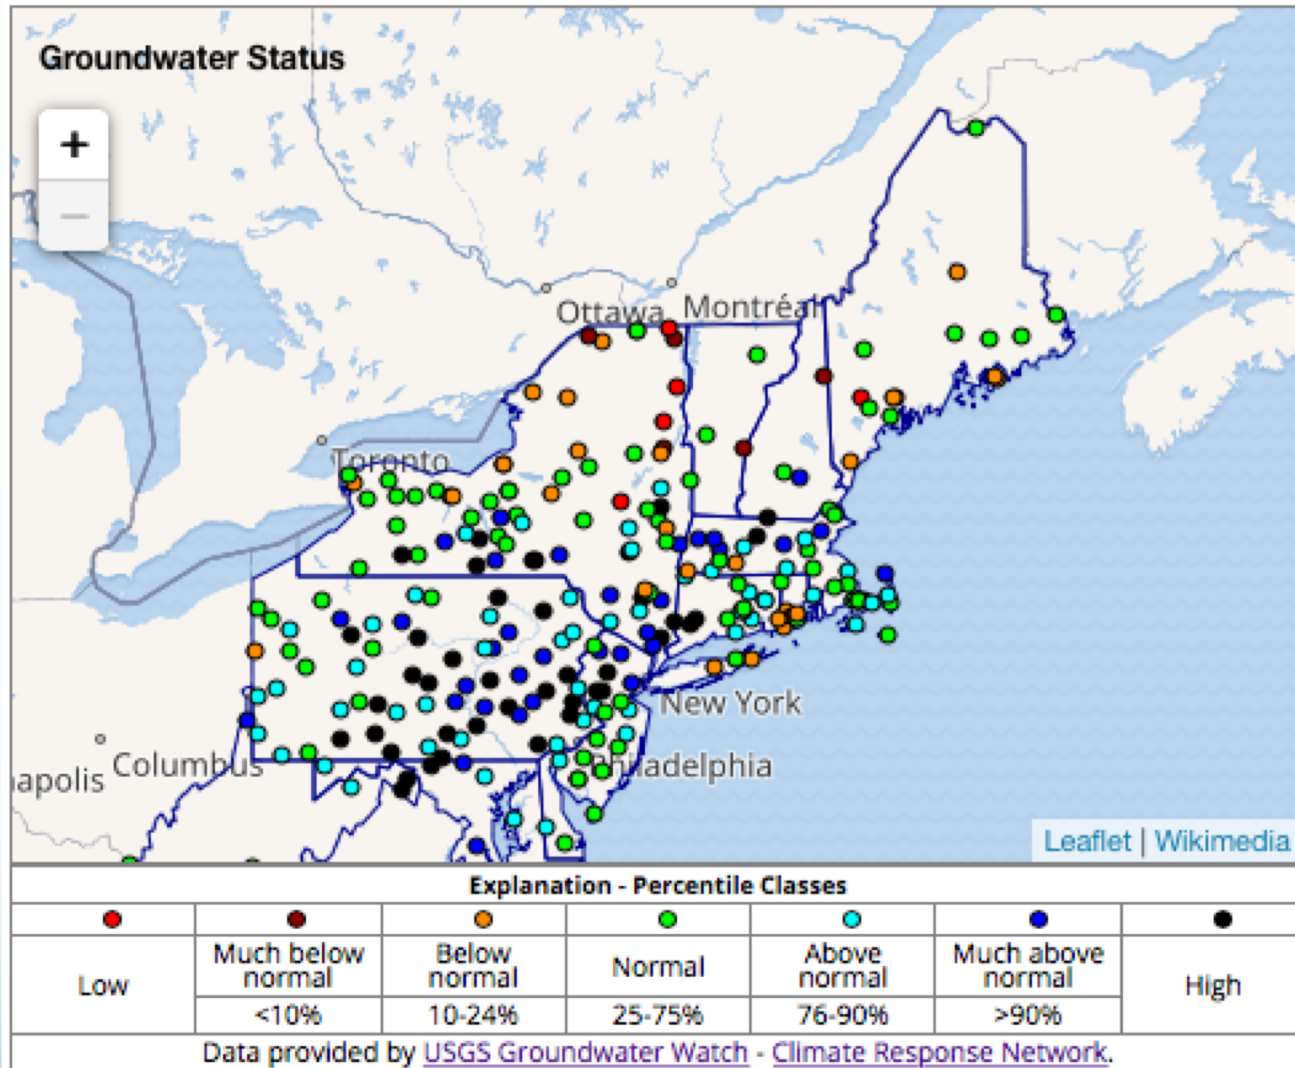 Groundwater Status
+
−
Ottawa
Montréal
Toronto
New York
Columbus
Philadelphia
apolis
Leaflet | Wikimedia
Explanation - Percentile Classes
Low
Much below normal
<10%
Below normal
10-24%
Normal
25-75%
Above normal
76-90%
Much above normal
>90%
High
Data provided by USGS Groundwater Watch - Climate Response Network.